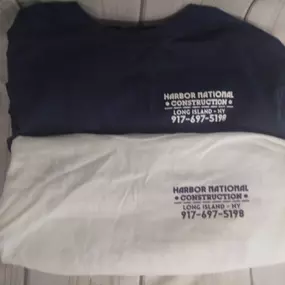 HARBOR NATIONAL
CONSTRUCTION
LONG ISLAND - NY
917-697-5198
HARBOR NATIONAL
CONSTRUCTION
LONG ISLAND - NY
917-697-5198